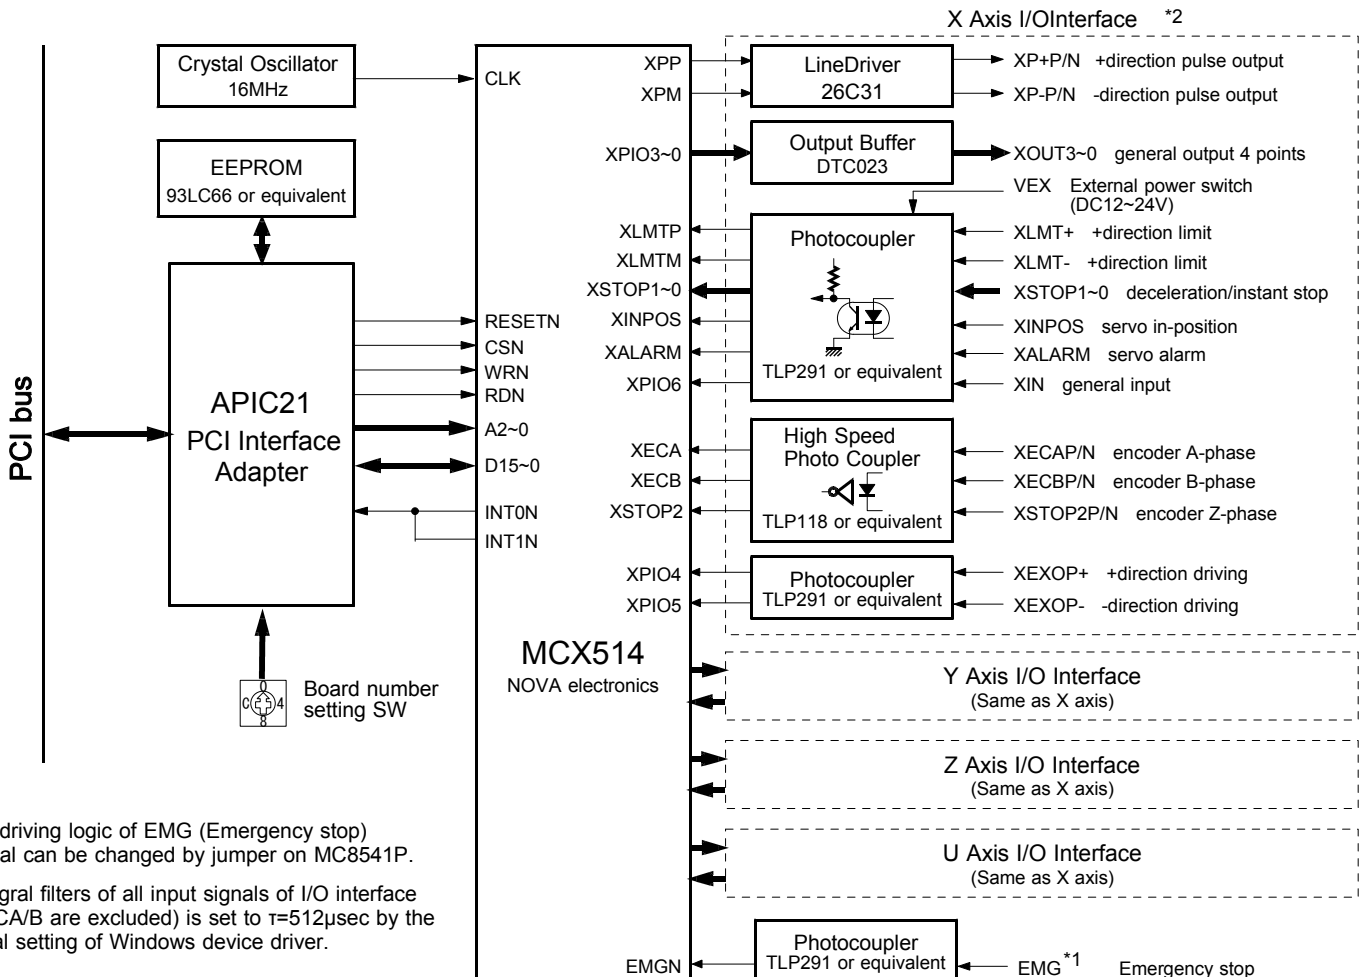 X Axis I/OInterface *2
Crystal Oscillator
16MHz
CLK
XPP
XPM
LineDriver
26C31
XP+P/N +direction pulse output
XP-P/N -direction pulse output
EEPROM
93LC66 or equivalent
XPIO3~0
Output Buffer
DTC023
XOUT3~0 general output 4 points
VEX External power switch
(DC12~24V)
XLMTP
XLMTM
XSTOP1~0
XINPOS
XALARM
XPIO6
Photocoupler
TLP291 or equivalent
XLMT+ +direction limit
XLMT- +direction limit
XSTOP1~0 deceleration/instant stop
XINPOS servo in-position
XALARM servo alarm
XIN general input
PCI bus
APIC21
PCI Interface
Adapter
RESETN
CSN
WRN
RDN
A2~0
D15~0
INT0N
INT1N
XECA
XECB
XSTOP2
High Speed
Photo Coupler
TLP118 or equivalent
XECAP/N encoder A-phase
XECBP/N encoder B-phase
XSTOP2P/N encoder Z-phase
XPIO4
XPIO5
Photocoupler
TLP291 or equivalent
XEXOP+ +direction driving
XEXOP- -direction driving
MCX514
NOVA electronics
0
C 4
8
Board number
setting SW
Y Axis I/O Interface
(Same as X axis)
Z Axis I/O Interface
(Same as X axis)
U Axis I/O Interface
(Same as X axis)
driving logic of EMG (Emergency stop)
al can be changed by jumper on MC8541P.
gral filters of all input signals of I/O interface
CA/B are excluded) is set to τ=512μsec by the
al setting of Windows device driver.
EMGN
Photocoupler
TLP291 or equivalent
EMG*1 Emergency stop